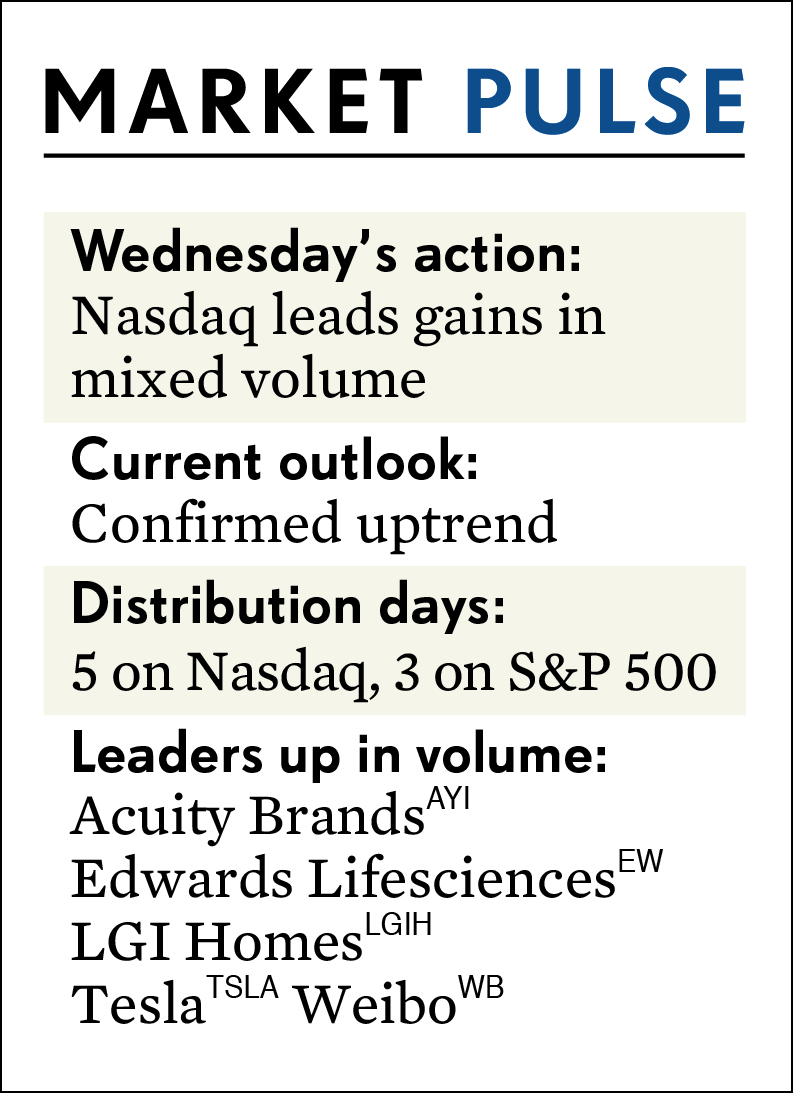 MARKET PULSE
Wednesday’s action:
Nasdaq leads gains in
mixed volume
Current outlook:
Confirmed uptrend
Distribution days:
5 on Nasdaq, 3 on S&P 500
Leaders up in volume:
Acuity Brands AYI
Edwards Lifesciences EW
LGI Homes LGIH
Tesla TSLA Weibo WB